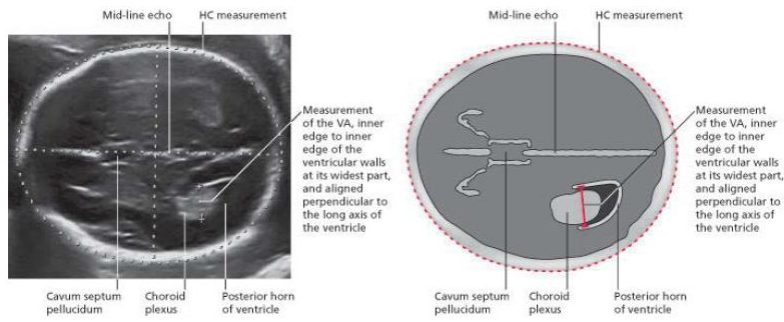 Mid-line echo
HC measurement
Measurement
of the VA, inner
edge to inner
edge of the
ventricular walls
at its widest part,
and aligned
perpendicular to
the long axis of
the ventricle
Cavum septum
pellucidum
Choroid
plexus
Posterior horn
of ventricle
Mid-line echo
HC measurement
Measurement
of the VA, inner
edge to inner
edge of the
ventricular walls
at its widest part,
and aligned
perpendicular to
the long axis of
the ventricle
Cavum septum
pellucidum
Choroid
plexus
Posterior horn
of ventricle